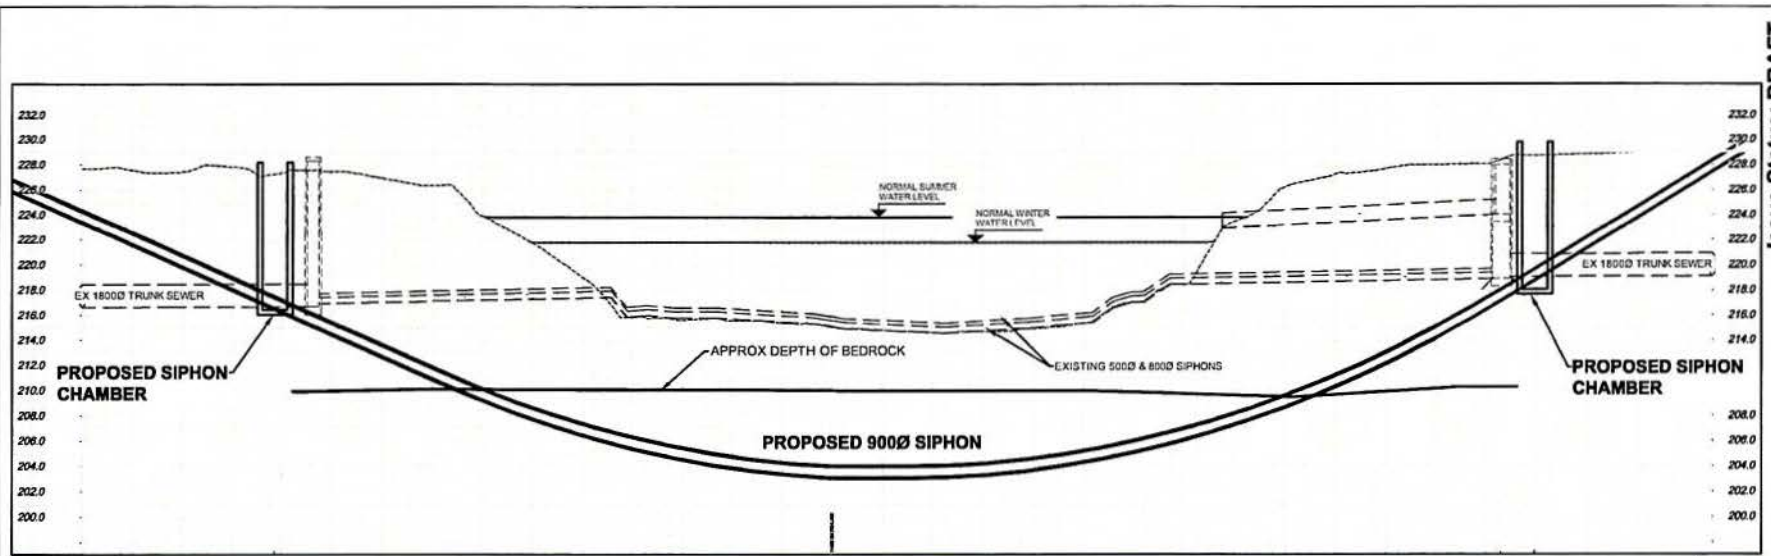 232.0
230.0
228.0
226.0
224.0
222.0
220.0
218.0
216.0
214.0
212.0
210.0
208.0
206.0
204.0
202.0
200.0
NORMAL SUMMER
WATER LEVEL
NORMAL WINTER
WATER LEVEL
EX 1800Ø TRUNK SEWER
EX 1800Ø TRUNK SEWER
APPROX DEPTH OF BEDROCK
EXISTING 500Ø & 800Ø SIPHONS
PROPOSED SIPHON
CHAMBER
PROPOSED SIPHON
CHAMBER
PROPOSED 900Ø SIPHON
232.0
230.0
228.0
226.0
224.0
222.0
220.0
218.0
216.0
214.0
208.0
206.0
204.0
202.0
200.0